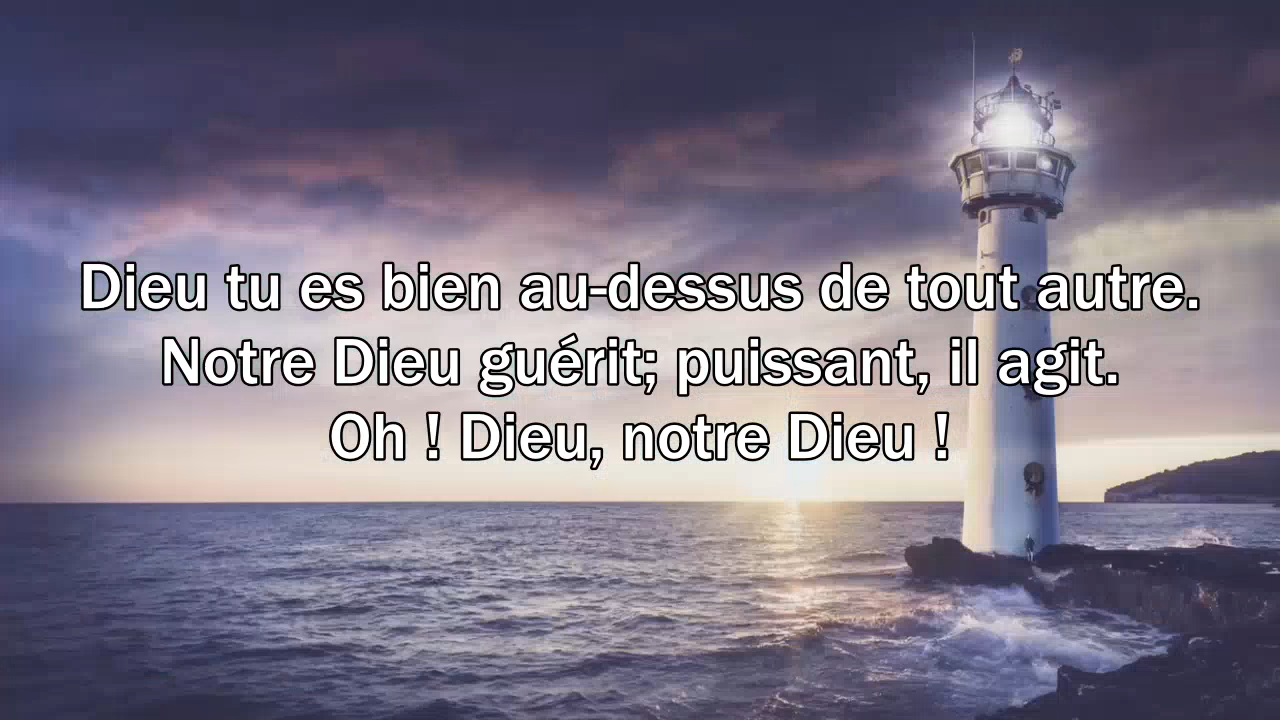 Dieu tu es bien au-dessus de tout autre.
Notre Dieu guérit; puissant, il agit.
Oh ! Dieu, notre Dieu !